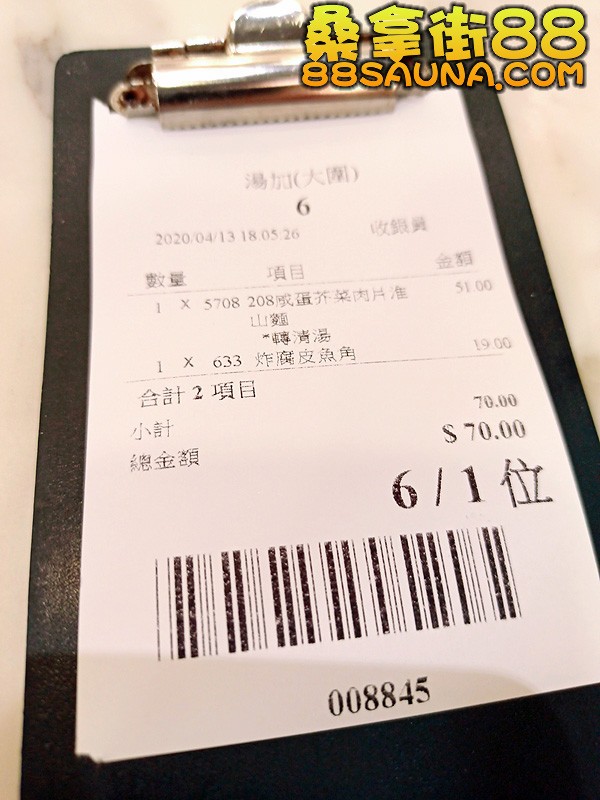 桑拿街88
88SAUNA.COM
湯加(大圍)
6
2020/04/13 18:05:26 收銀員
數量 項目 金額
1 X 5708 208咸蛋芥菜肉片淮 51.00
山麵
*轉清湯
1 X 633 炸腐皮魚角 19.00
合計 2 項目
小計 70.00
總金額 $ 70.00
6 / 1 位
008845